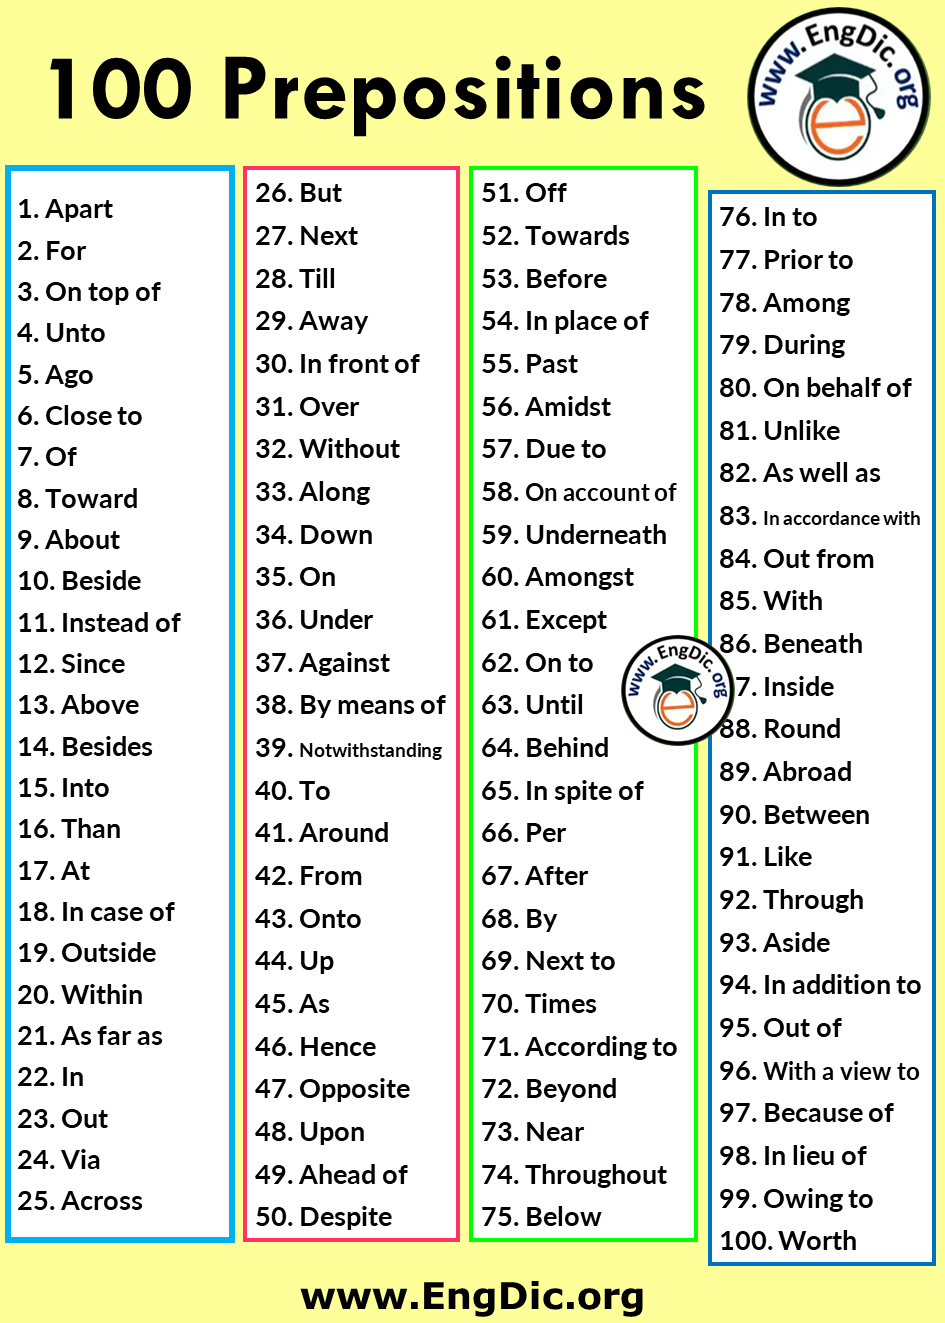 100 Prepositions
www.EngDic.org
1. Apart
2. For
3. On top of
4. Unto
5. Ago
6. Close to
7. Of
8. Toward
9. About
10. Beside
11. Instead of
12. Since
13. Above
14. Besides
15. Into
16. Than
17. At
18. In case of
19. Outside
20. Within
21. As far as
22. In
23. Out
24. Via
25. Across
26. But
27. Next
28. Till
29. Away
30. In front of
31. Over
32. Without
33. Along
34. Down
35. On
36. Under
37. Against
38. By means of
39. Notwithstanding
40. To
41. Around
42. From
43. Onto
44. Up
45. As
46. Hence
47. Opposite
48. Upon
49. Ahead of
50. Despite
51. Off
52. Towards
53. Before
54. In place of
55. Past
56. Amidst
57. Due to
58. On account of
59. Underneath
60. Amongst
61. Except
62. On to
63. Until
64. Behind
65. In spite of
66. Per
67. After
68. By
69. Next to
70. Times
71. According to
72. Beyond
73. Near
74. Throughout
75. Below
www.EngDic.org
76. In to
77. Prior to
78. Among
79. During
80. On behalf of
81. Unlike
82. As well as
83. In accordance with
84. Out from
85. With
86. Beneath
7. Inside
88. Round
89. Abroad
90. Between
91. Like
92. Through
93. Aside
94. In addition to
95. Out of
96. With a view to
97. Because of
98. In lieu of
99. Owing to
100. Worth
www.EngDic.org